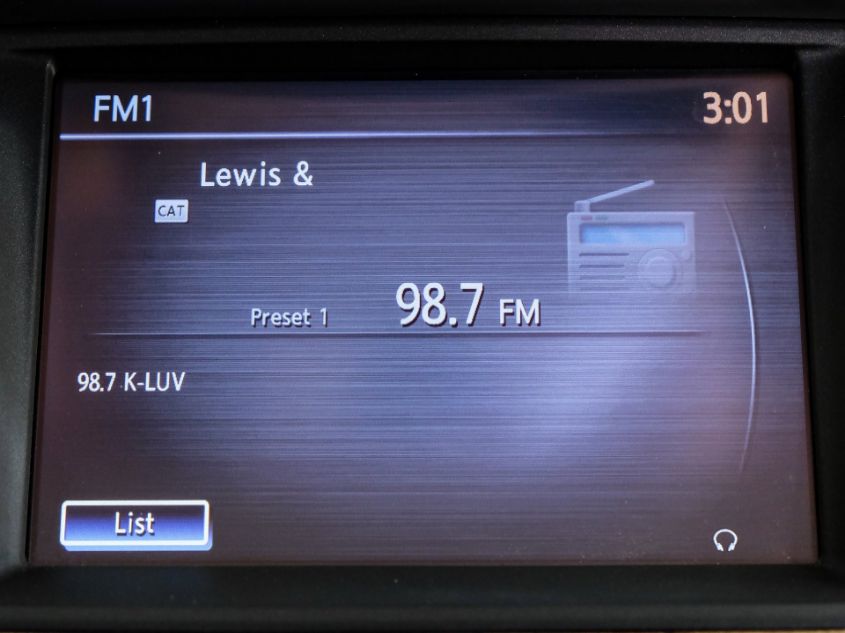 FM1 3:01
Lewis &
CAT
Preset 1 98.7 FM
98.7 K-LUV
List